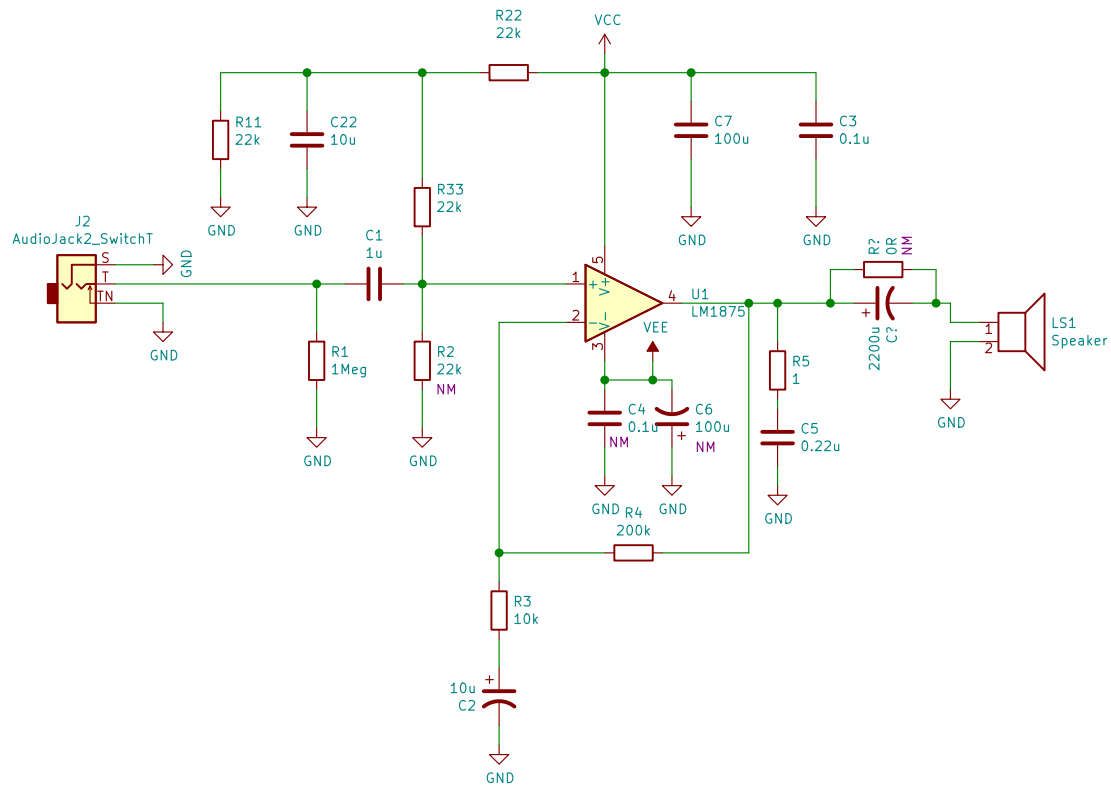 R22
22k
VCC
R11
22k
C22
10u
C7
100u
C3
0.1u
GND
GND
R33
22k
GND
GND
J2
AudioJack2_SwitchT
S
T
TN
GND
GND
C1
1u
R1
1Meg
GND
R2
22k
NM
GND
1
2
+
-
V+
V-
5
3
4
U1
LM1875
VEE
C4
0.1u
NM
GND
C6
100u
+
NM
GND
R?
0R
NM
+
2200u
C?
R5
1
C5
0.22u
GND
1
2
LS1
Speaker
GND
R4
200k
R3
10k
+
10u
C2
GND